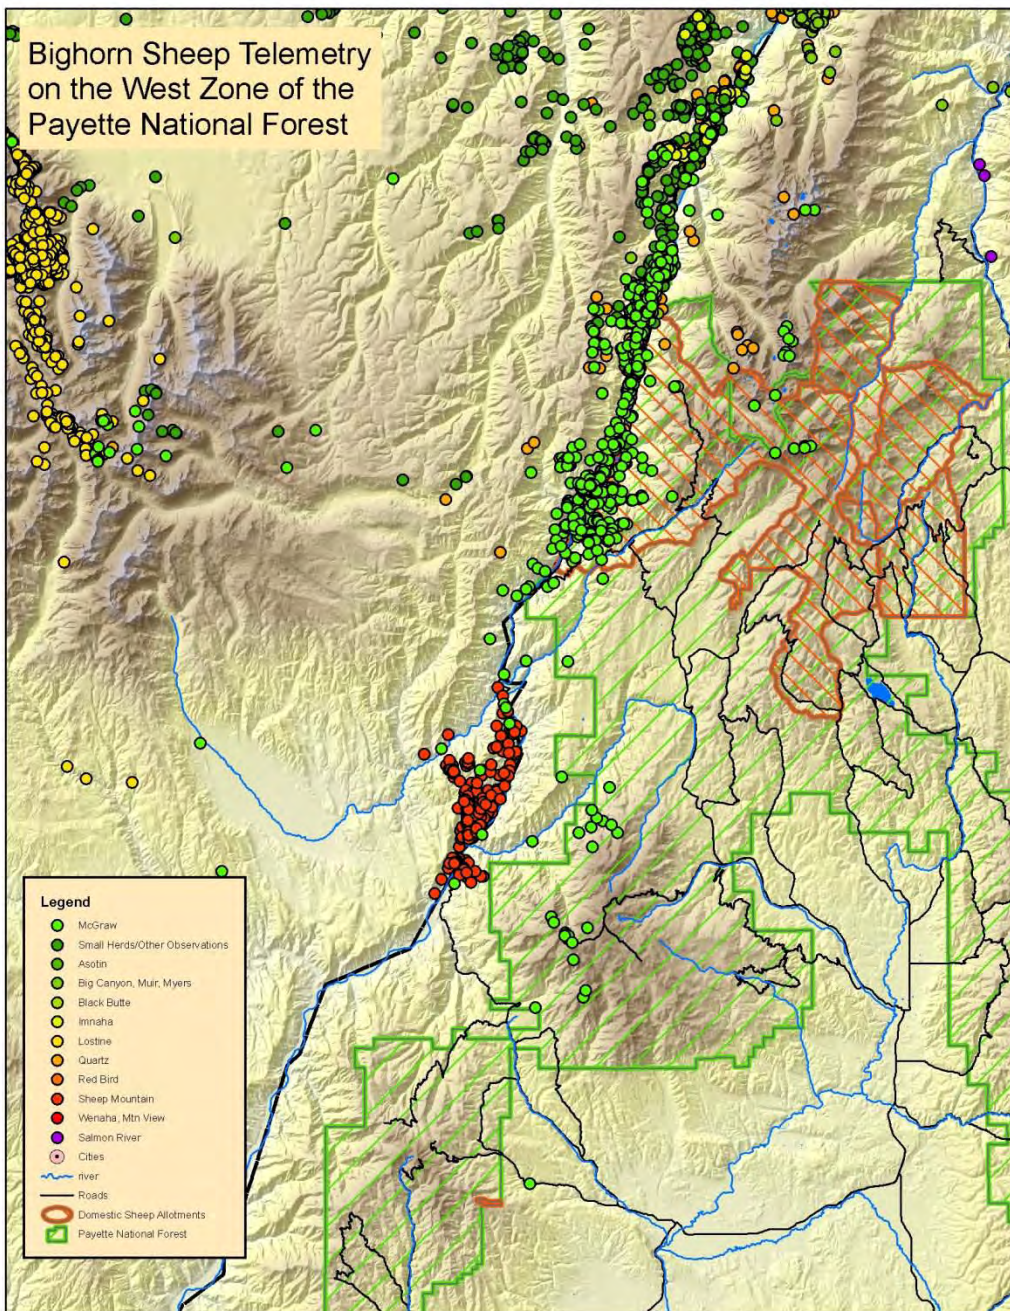 Bighorn Sheep Telemetry
on the West Zone of the
Payette National Forest
Legend
McGraw
Small Herds/Other Observations
Asotin
Big Canyon, Muir, Myers
Black Butte
Imnaha
Lostine
Quartz
Red Bird
Sheep Mountain
Wenaha, Mtn View
Salmon River
Cities
river
Roads
Domestic Sheep Allotments
Payette National Forest